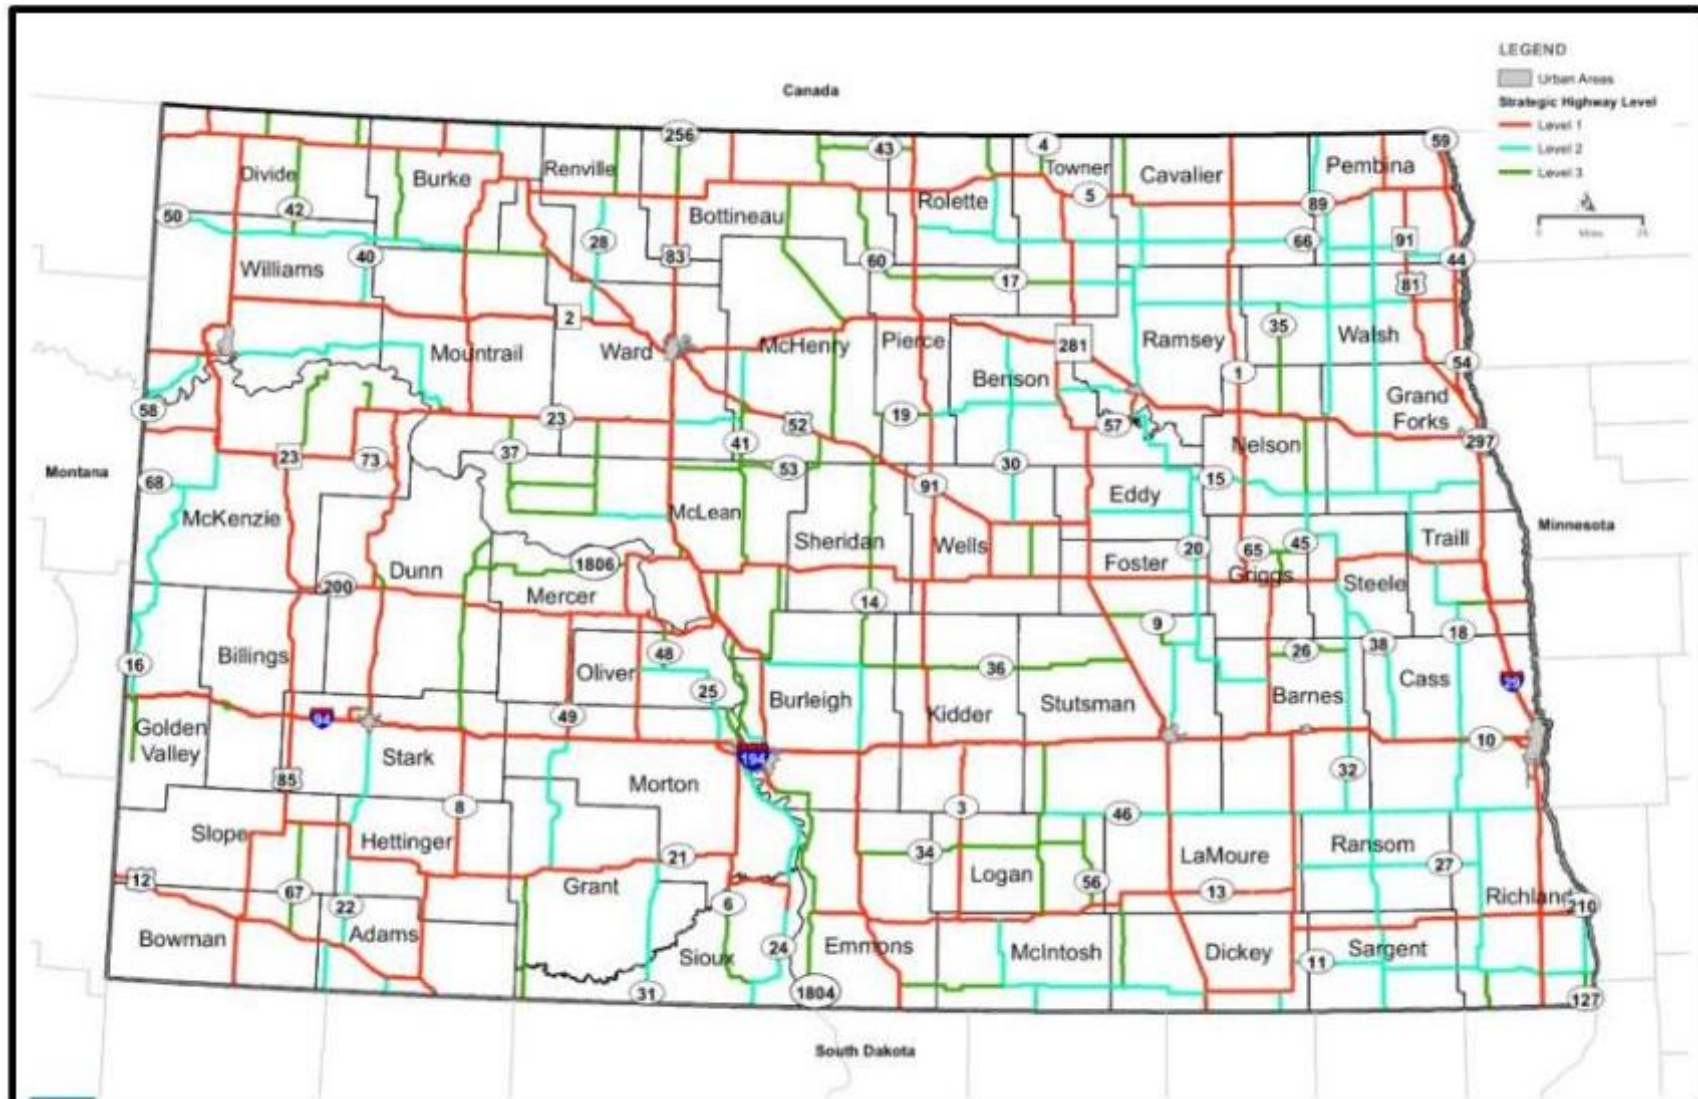 LEGEND
Urban Areas
Strategic Highway Level
Level 1
Level 2
Level 3
Miles
Canada
256
59
43
4
Renville
Towner
Pembina
Divide
Burke
Cavalier
5
Rolette
89
42
50
Bottineau
28
66
91
40
83
60
44
Williams
17
81
2
35
Walsh
Mountrail
Ward
McHenry
Pierce
281
Ramsey
54
Benson
1
58
Grand
Forks
23
52
19
57
297
41
Nelson
37
23
73
53
30
Montana
68
91
15
Eddy
McKenzie
McLean
Minnesota
Sheridan
Wells
20
65
45
Traill
1806
Dunn
Foster
Griggs
Steele
200
Mercer
14
9
18
38
Billings
48
26
16
Oliver
36
Cass
25
Burleigh
Barnes
29
Stutsman
49
Kidder
Golden
Valley
94
10
Stark
194
32
85
Morton
8
3
46
Slope
Hettinger
34
Ransom
21
LaMoure
27
12
Logan
56
67
Grant
13
Richland
22
6
210
Bowman
Adams
24
Emmons
McIntosh
Dickey
Sargent
Sioux
11
31
1804
127
South Dakota